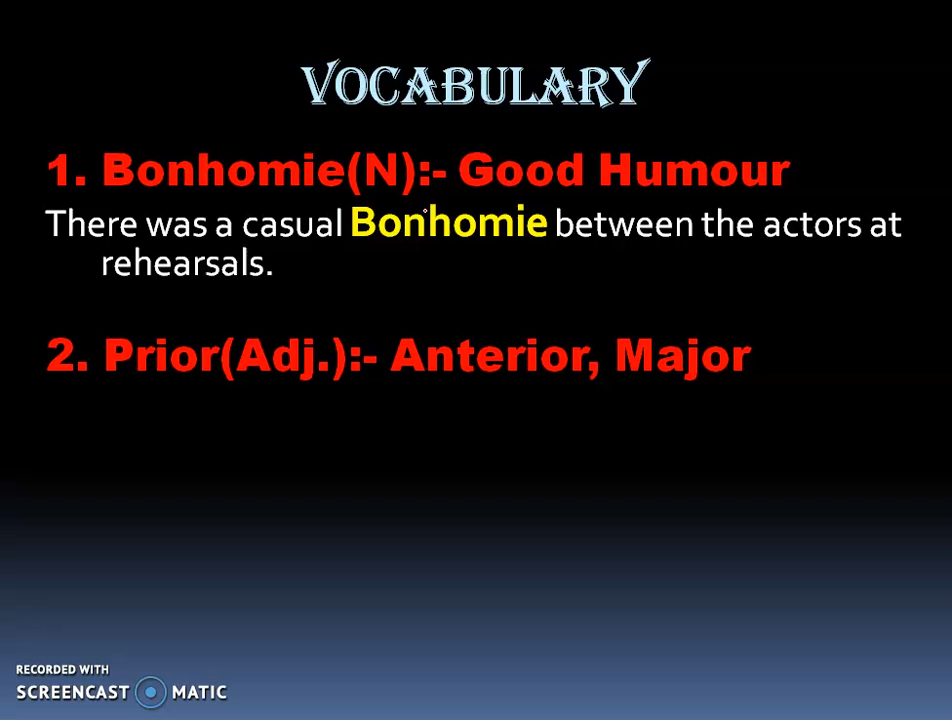 VOCABULARY
1. Bonhomie(N):- Good Humour
There was a casual Bonhomie between the actors at
rehearsals.
2. Prior(Adj.):- Anterior, Major
RECORDED WITH
SCREENCAST MATIC